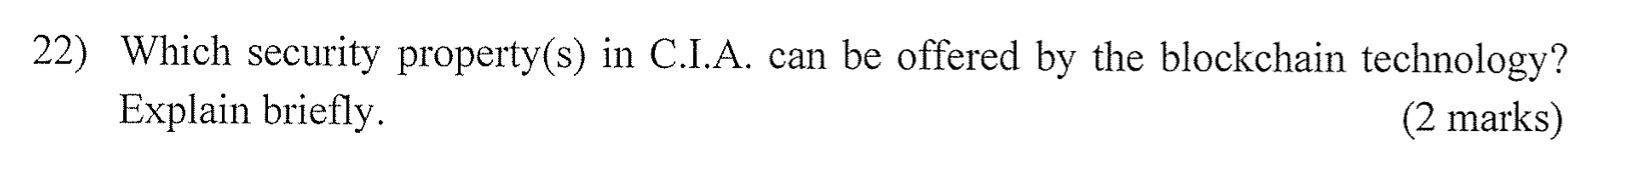 22) Which security property(s) in C.I.A. can be offered by the blockchain technology?
Explain briefly. (2 marks)